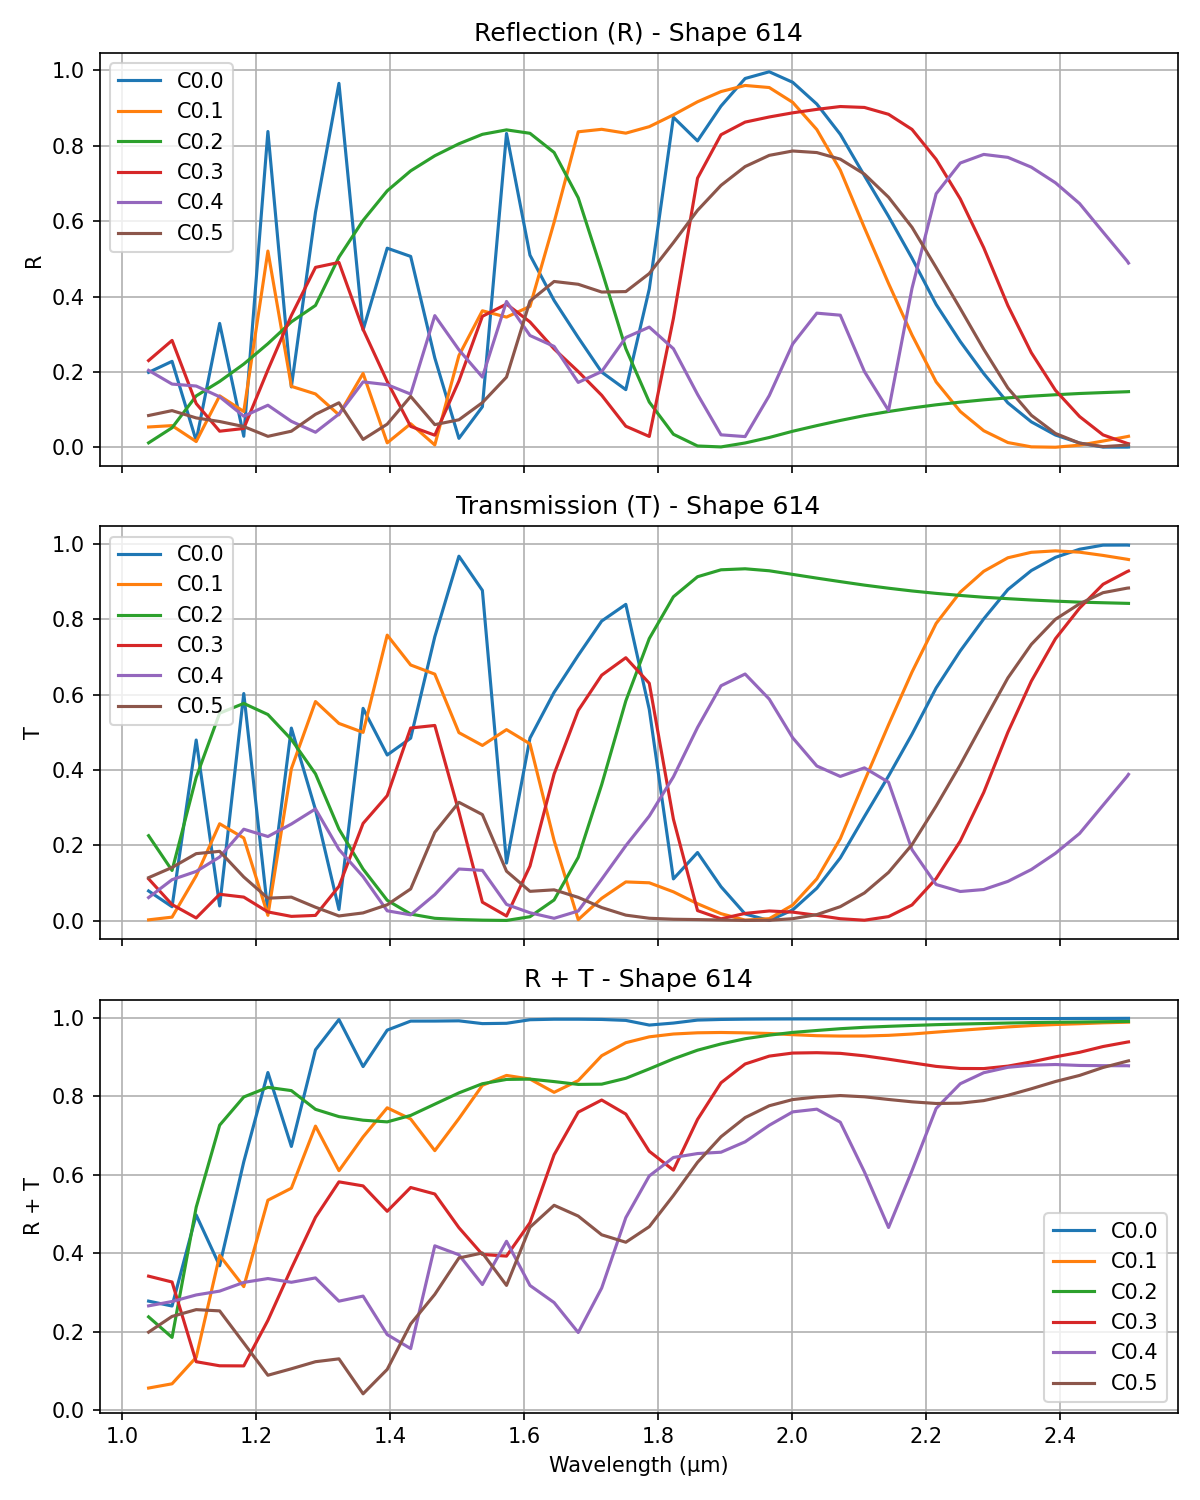 Reflection (R) - Shape 614
1.0
0.8
0.6
0.4
0.2
0.0
R
C0.0
C0.1
C0.2
C0.3
C0.4
C0.5
Transmission (T) - Shape 614
1.0
0.8
0.6
0.4
0.2
0.0
T
C0.0
C0.1
C0.2
C0.3
C0.4
C0.5
R + T - Shape 614
1.0
0.8
0.6
0.4
0.2
0.0
R + T
C0.0
C0.1
C0.2
C0.3
C0.4
C0.5
1.0 1.2 1.4 1.6 1.8 2.0 2.2 2.4
Wavelength (μm)